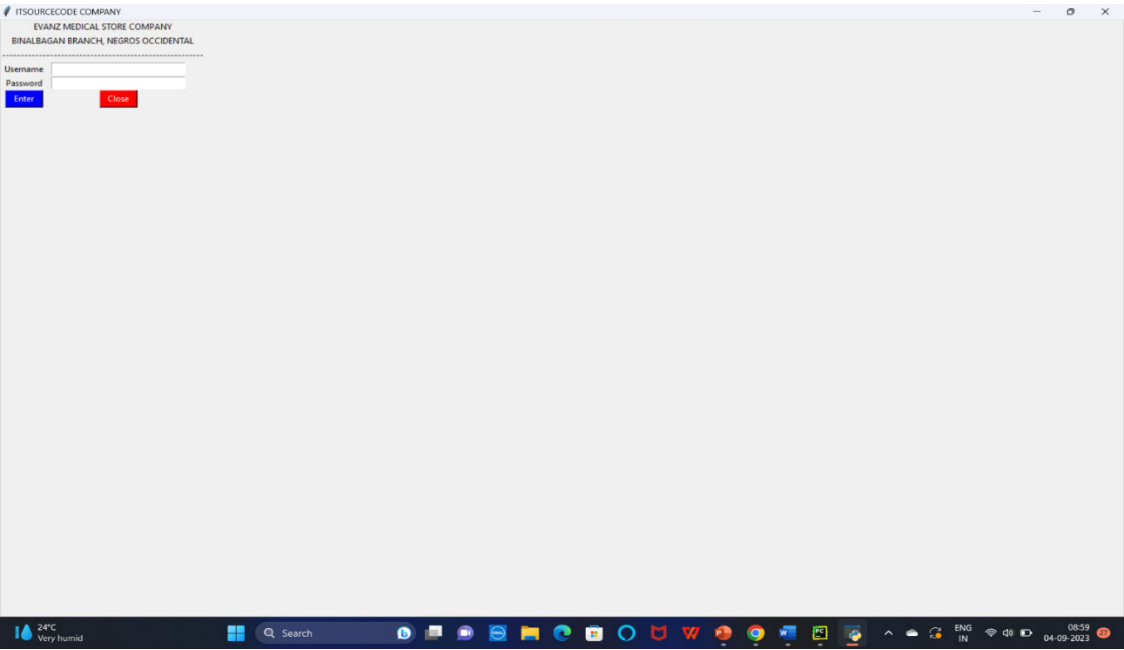 ITSOURCECODE COMPANY
EVANZ MEDICAL STORE COMPANY
BINALBAGAN BRANCH, NEGROS OCCIDENTAL
--------------------------------------------------
Username
Password
Enter Close
24°C
Very humid
Search
ENG
IN
08:59
04-09-2023
27